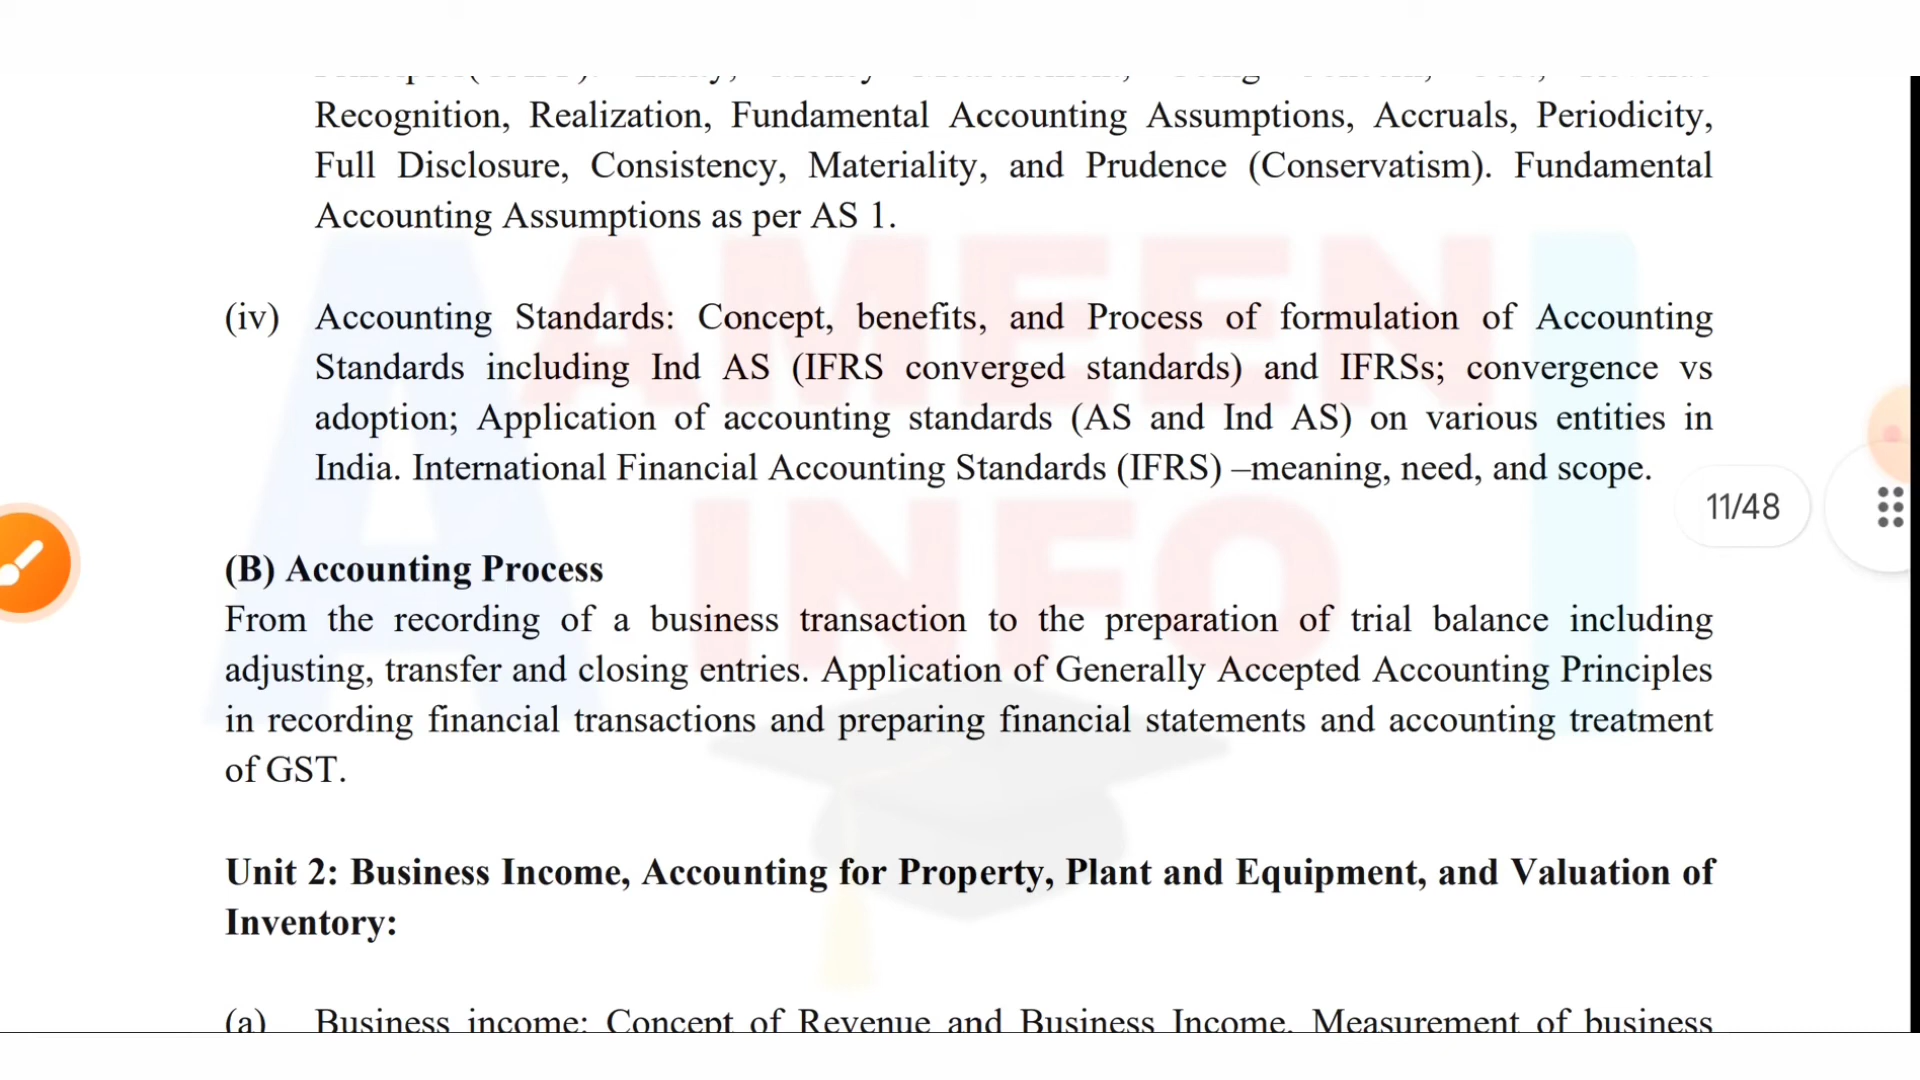 Recognition, Realization, Fundamental Accounting Assumptions, Accruals, Periodicity,
Full Disclosure, Consistency, Materiality, and Prudence (Conservatism). Fundamental
Accounting Assumptions as per AS 1.
(iv) Accounting Standards: Concept, benefits, and Process of formulation of Accounting
Standards including Ind AS (IFRS converged standards) and IFRSs; convergence vs
adoption; Application of accounting standards (AS and Ind AS) on various entities in
India. International Financial Accounting Standards (IFRS) –meaning, need, and scope.
11/48
(B) Accounting Process
From the recording of a business transaction to the preparation of trial balance including
adjusting, transfer and closing entries. Application of Generally Accepted Accounting Principles
in recording financial transactions and preparing financial statements and accounting treatment
of GST.
Unit 2: Business Income, Accounting for Property, Plant and Equipment, and Valuation of
Inventory:
(a) Business income: Concept of Revenue and Business Income, Measurement of business
AMEEN
INFO